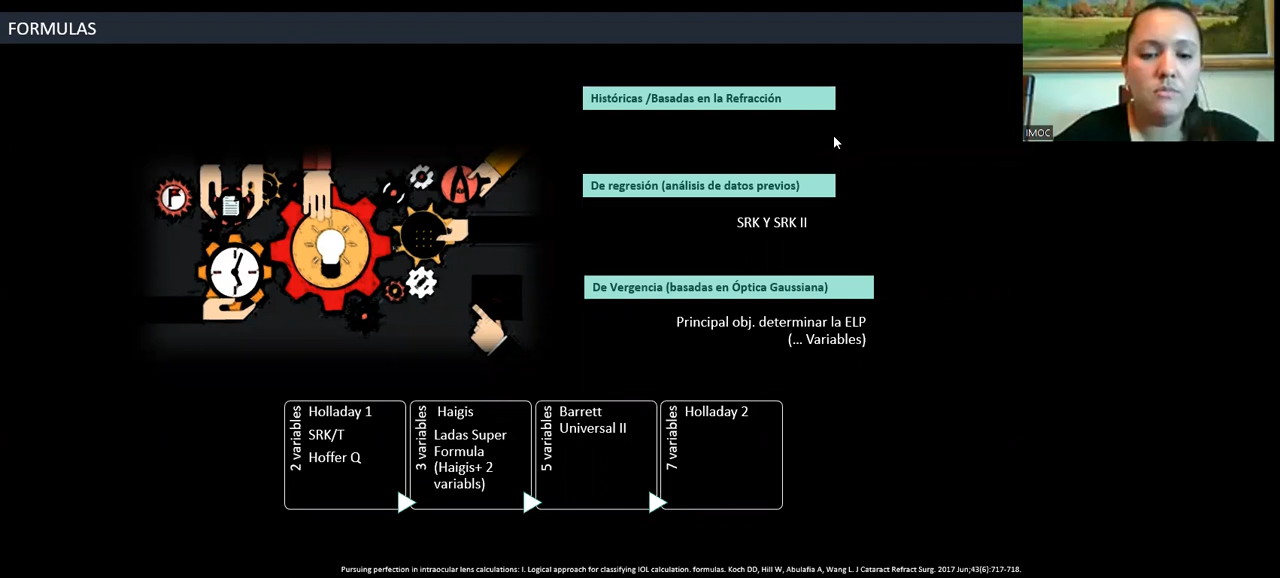 FORMULAS
IMOC
Históricas /Basadas en la Refracción
De regresión (análisis de datos previos)
SRK Y SRK II
De Vergencia (basadas en Óptica Gaussiana)
Principal obj. determinar la ELP
(... Variables)
2 variables
Holladay 1
SRK/T
Hoffer Q
3 variables
Haigis
Ladas Super
Formula
(Haigis+ 2
variabls)
5 variables
Barrett
Universal II
7 variables
Holladay 2
Pursuing perfection in intraocular lens calculations: I. Logical approach for classifying IOL calculation. formulas. Koch DD, Hill W, Abulafia A, Wang L. J Cataract Refract Surg. 2017 Jun;43(6):717-718.